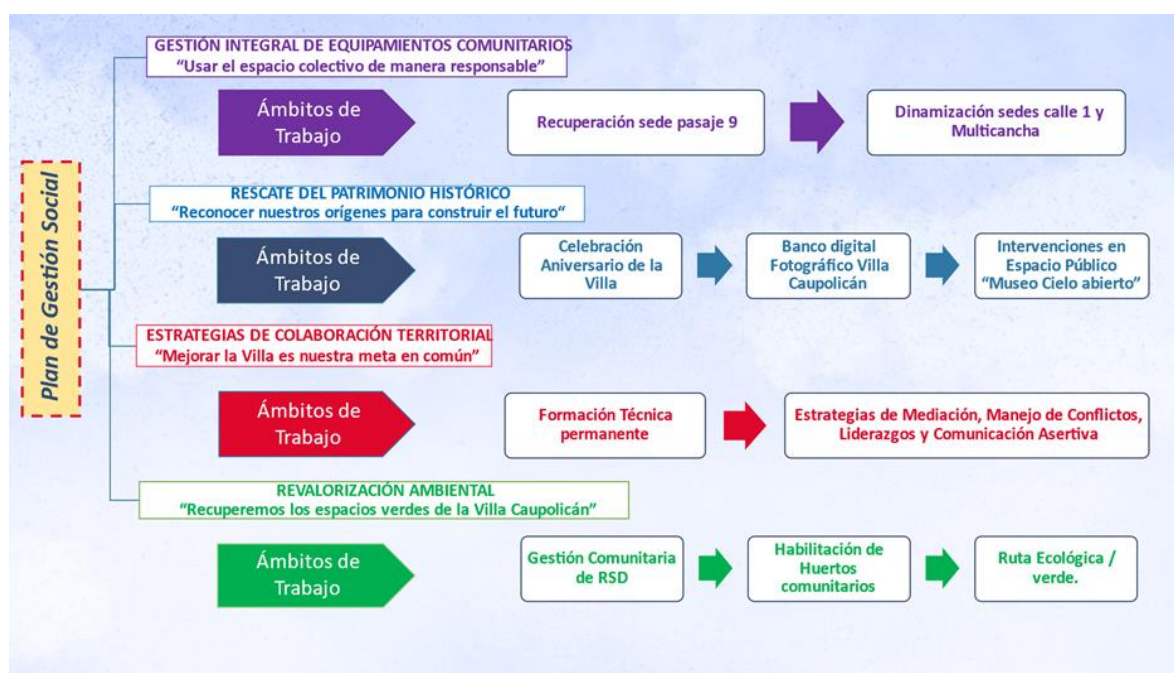 Plan de Gestión Social
GESTIÓN INTEGRAL DE EQUIPAMIENTOS COMUNITARIOS
“Usar el espacio colectivo de manera responsable”
Ámbitos de
Trabajo
Recuperación sede pasaje 9
Dinamización sedes calle 1 y
Multicancha
RESCATE DEL PATRIMONIO HISTÓRICO
“Reconocer nuestros orígenes para construir el futuro“
Ámbitos de
Trabajo
Celebración
Aniversario de la
Villa
Banco digital
Fotográfico Villa
Caupolicán
Intervenciones en
Espacio Público
“Museo Cielo abierto”
ESTRATEGIAS DE COLABORACIÓN TERRITORIAL
“Mejorar la Villa es nuestra meta en común”
Ámbitos de
Trabajo
Formación Técnica
permanente
Estrategias de Mediación, Manejo de Conflictos,
Liderazgos y Comunicación Asertiva
REVALORIZACIÓN AMBIENTAL
“Recuperemos los espacios verdes de la Villa Caupolicán”
Ámbitos de
Trabajo
Gestión Comunitaria
de RSD
Habilitación de
Huertos
comunitarios
Ruta Ecológica /
verde.